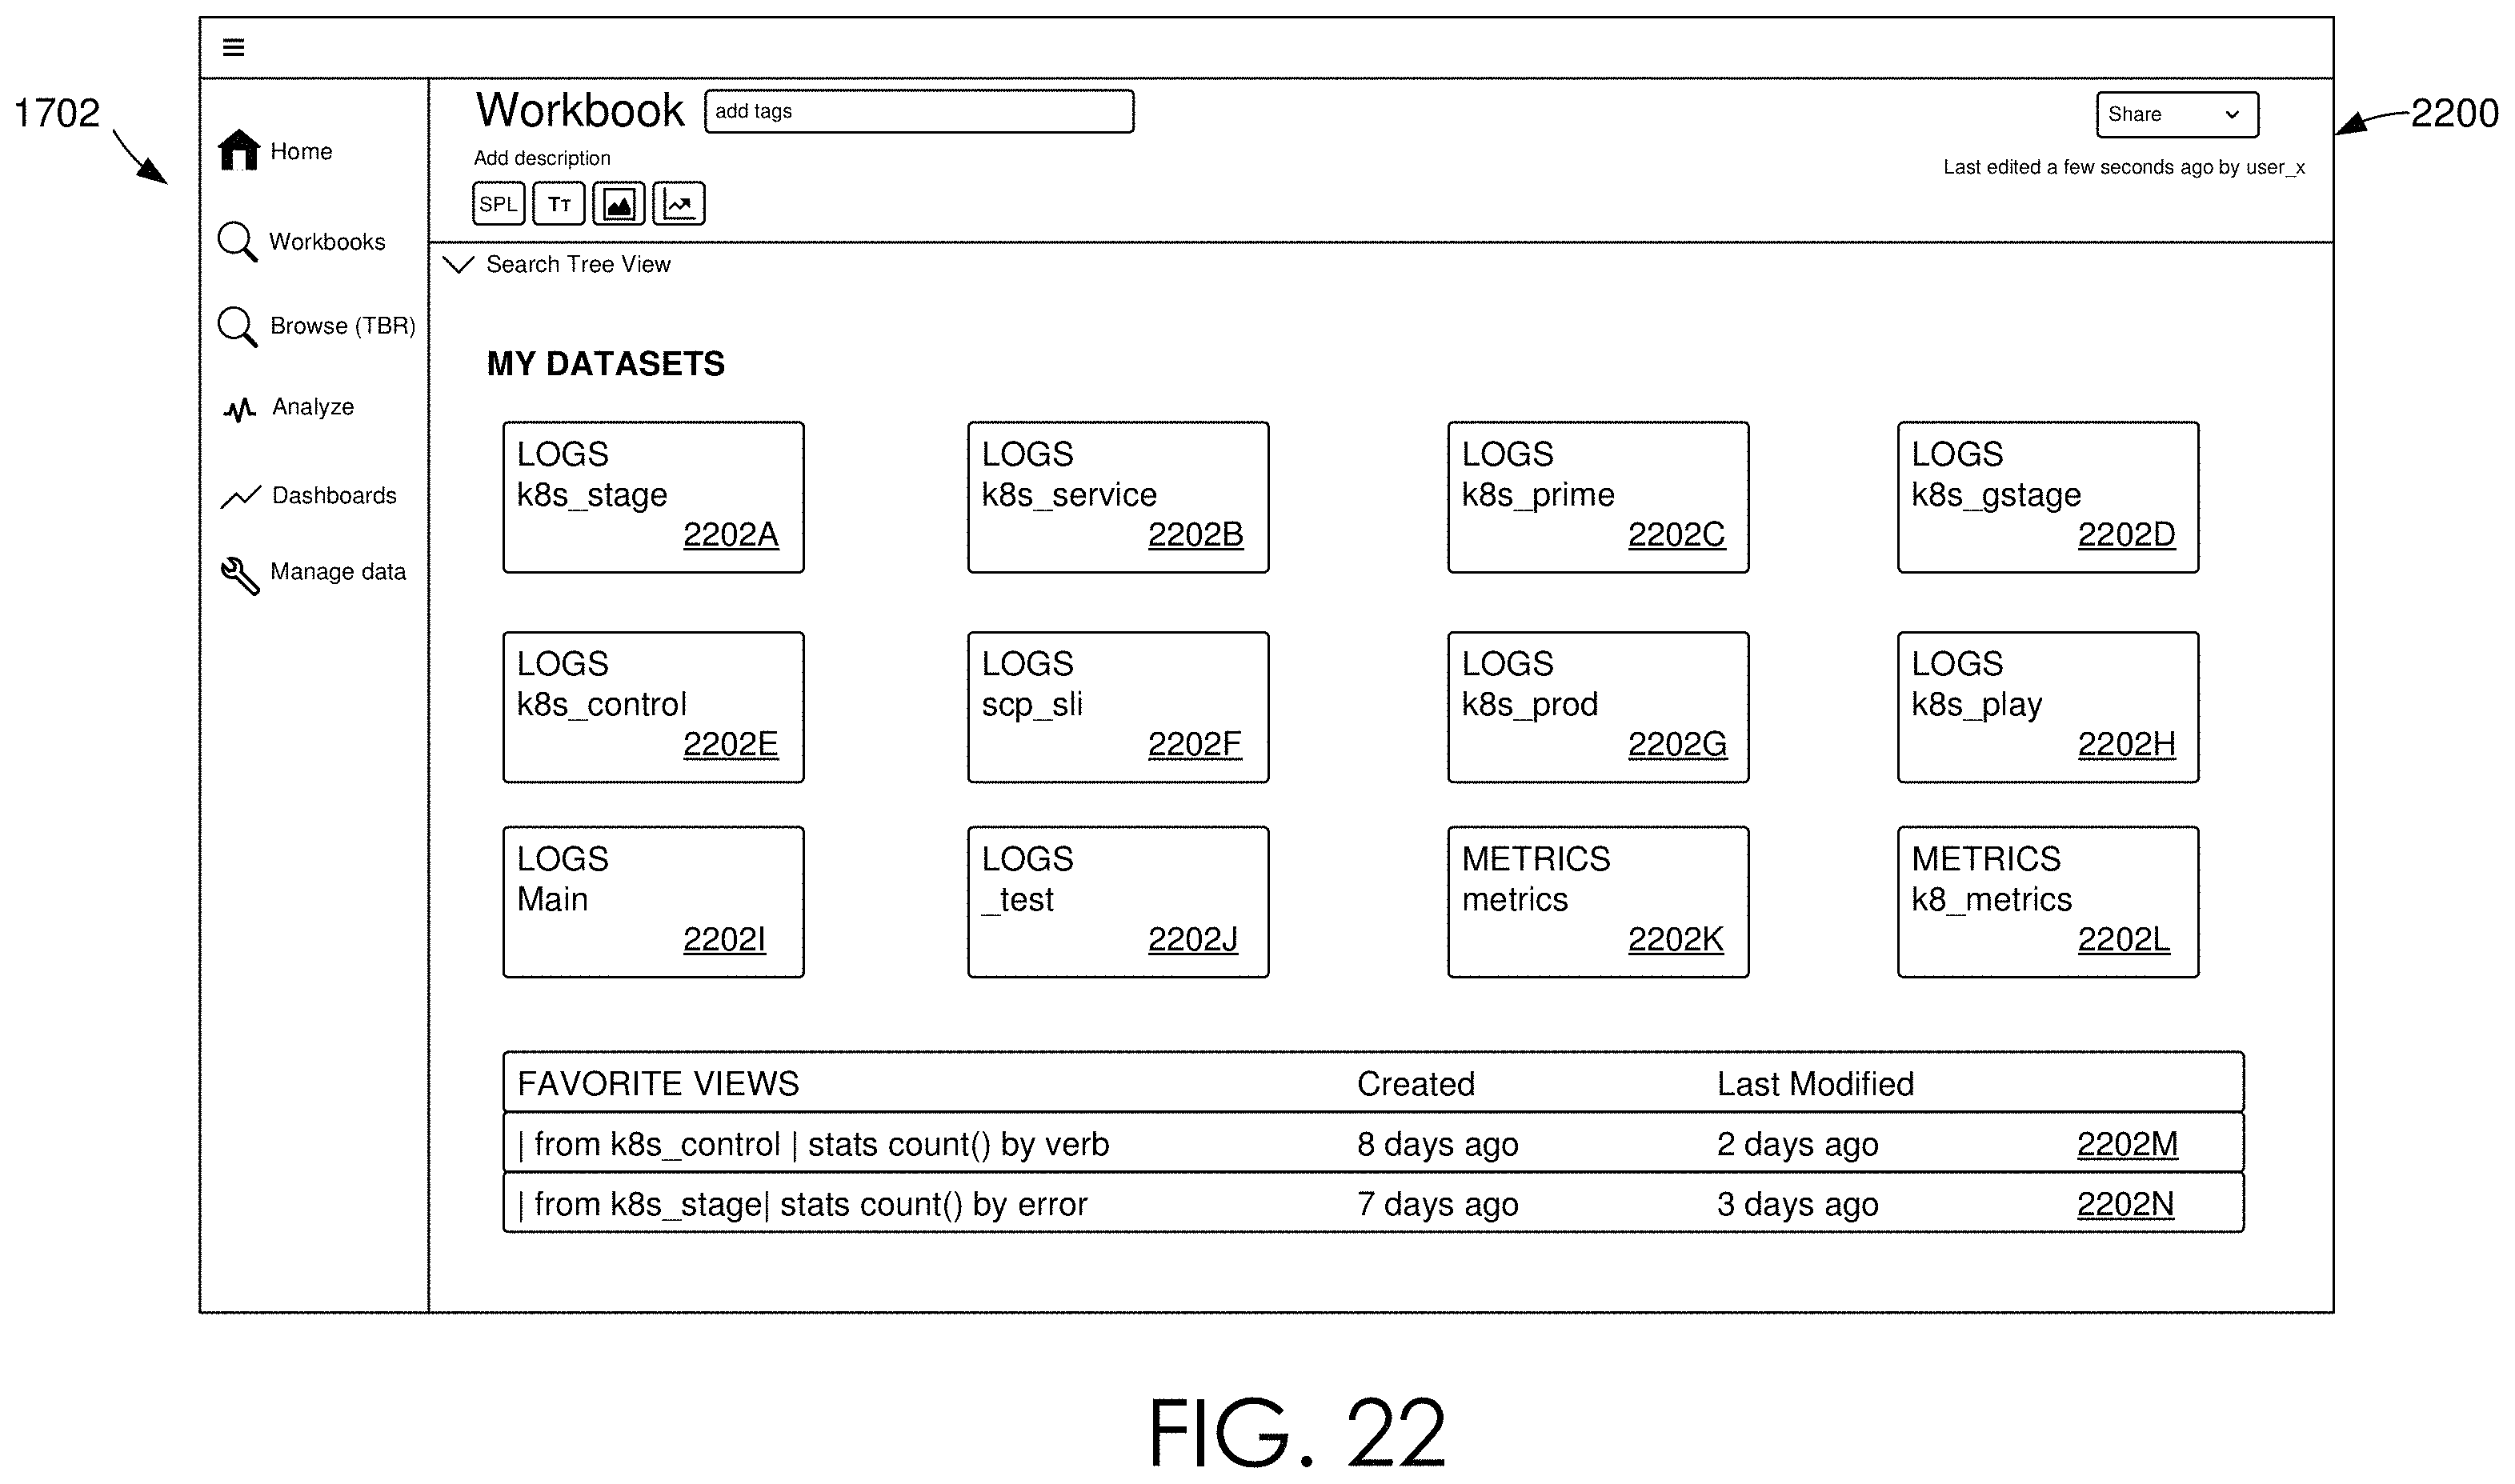 1702
2200
Home
Workbooks
Browse (TBR)
Analyze
Dashboards
Manage data
Workbook
add tags
Share
Add description
Last edited a few seconds ago by user_x
SPL
TT
Search Tree View
MY DATASETS
LOGS
k8s_stage
2202A
LOGS
k8s_service
2202B
LOGS
k8s_prime
2202C
LOGS
k8s_gstage
2202D
LOGS
k8s_control
2202E
LOGS
scp_sli
2202F
LOGS
k8s_prod
2202G
LOGS
k8s_play
2202H
LOGS
Main
2202I
LOGS
_test
2202J
METRICS
metrics
2202K
METRICS
k8_metrics
2202L
FAVORITE VIEWS Created Last Modified
| from k8s_control | stats count() by verb 8 days ago 2 days ago 2202M
| from k8s_stage| stats count() by error 7 days ago 3 days ago 2202N
FIG. 22